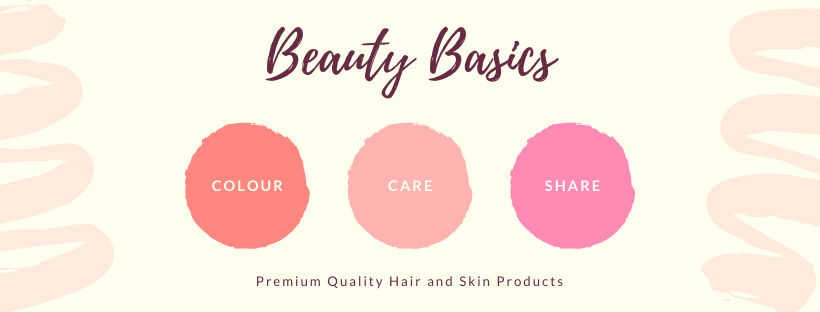 Beauty Basics
COLOUR
CARE
SHARE
Premium Quality Hair and Skin Products